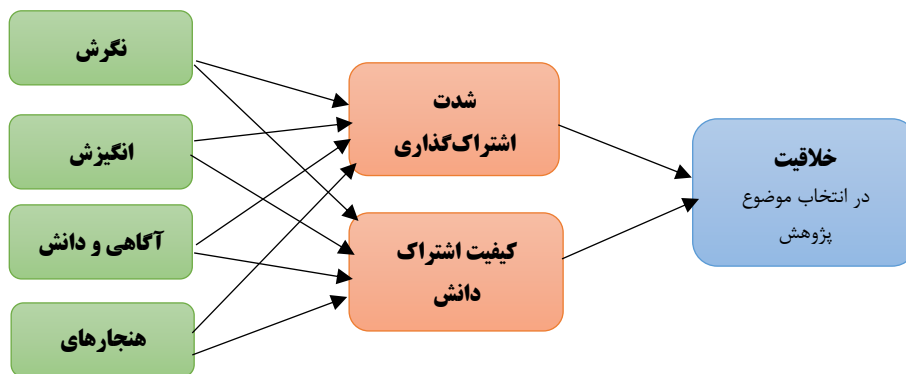 نگرش
انگیزش
آگاهی و دانش
هنجارهای
شدت
اشتراک‌گذاری
کیفیت اشتراک
دانش
خلاقیت
در انتخاب موضوع
پژوهش